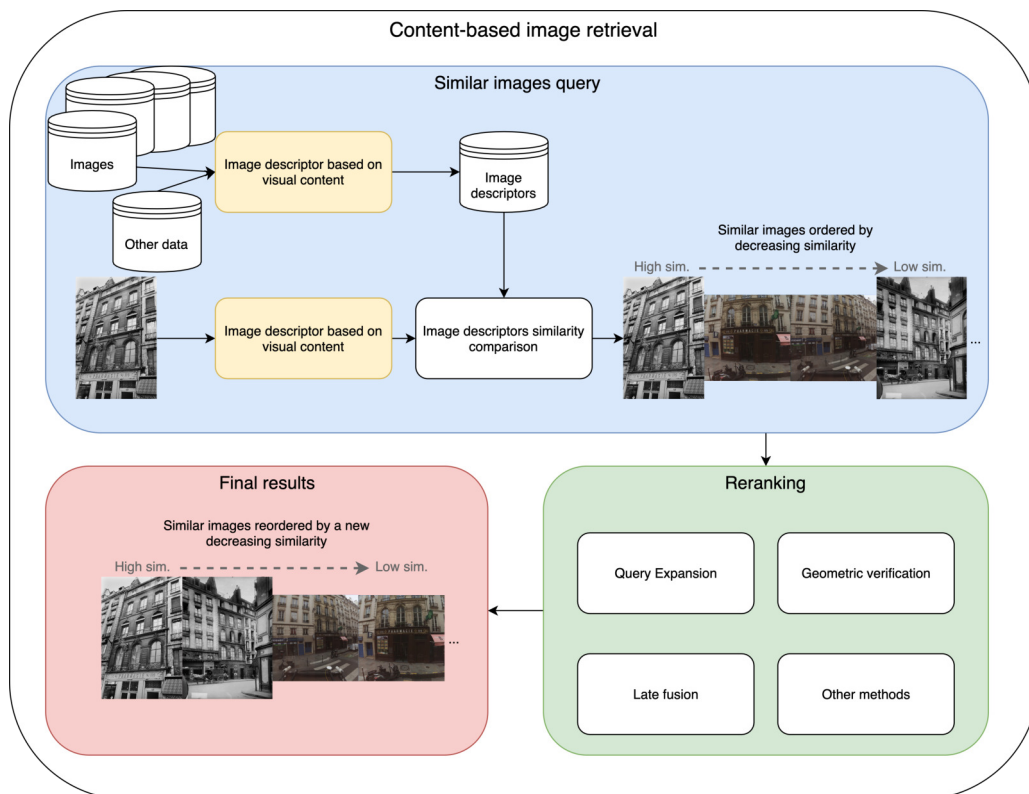 Content-based image retrieval
Similar images query
Images
Image descriptor based on
visual content
Image
descriptors
Other data
Similar images ordered by
decreasing similarity
High sim.
Low sim.
Image descriptor based on
visual content
Image descriptors similarity
comparison
...
Final results
Similar images reordered by a new
decreasing similarity
High sim.
Low sim.
...
Reranking
Query Expansion
Geometric verification
Late fusion
Other methods